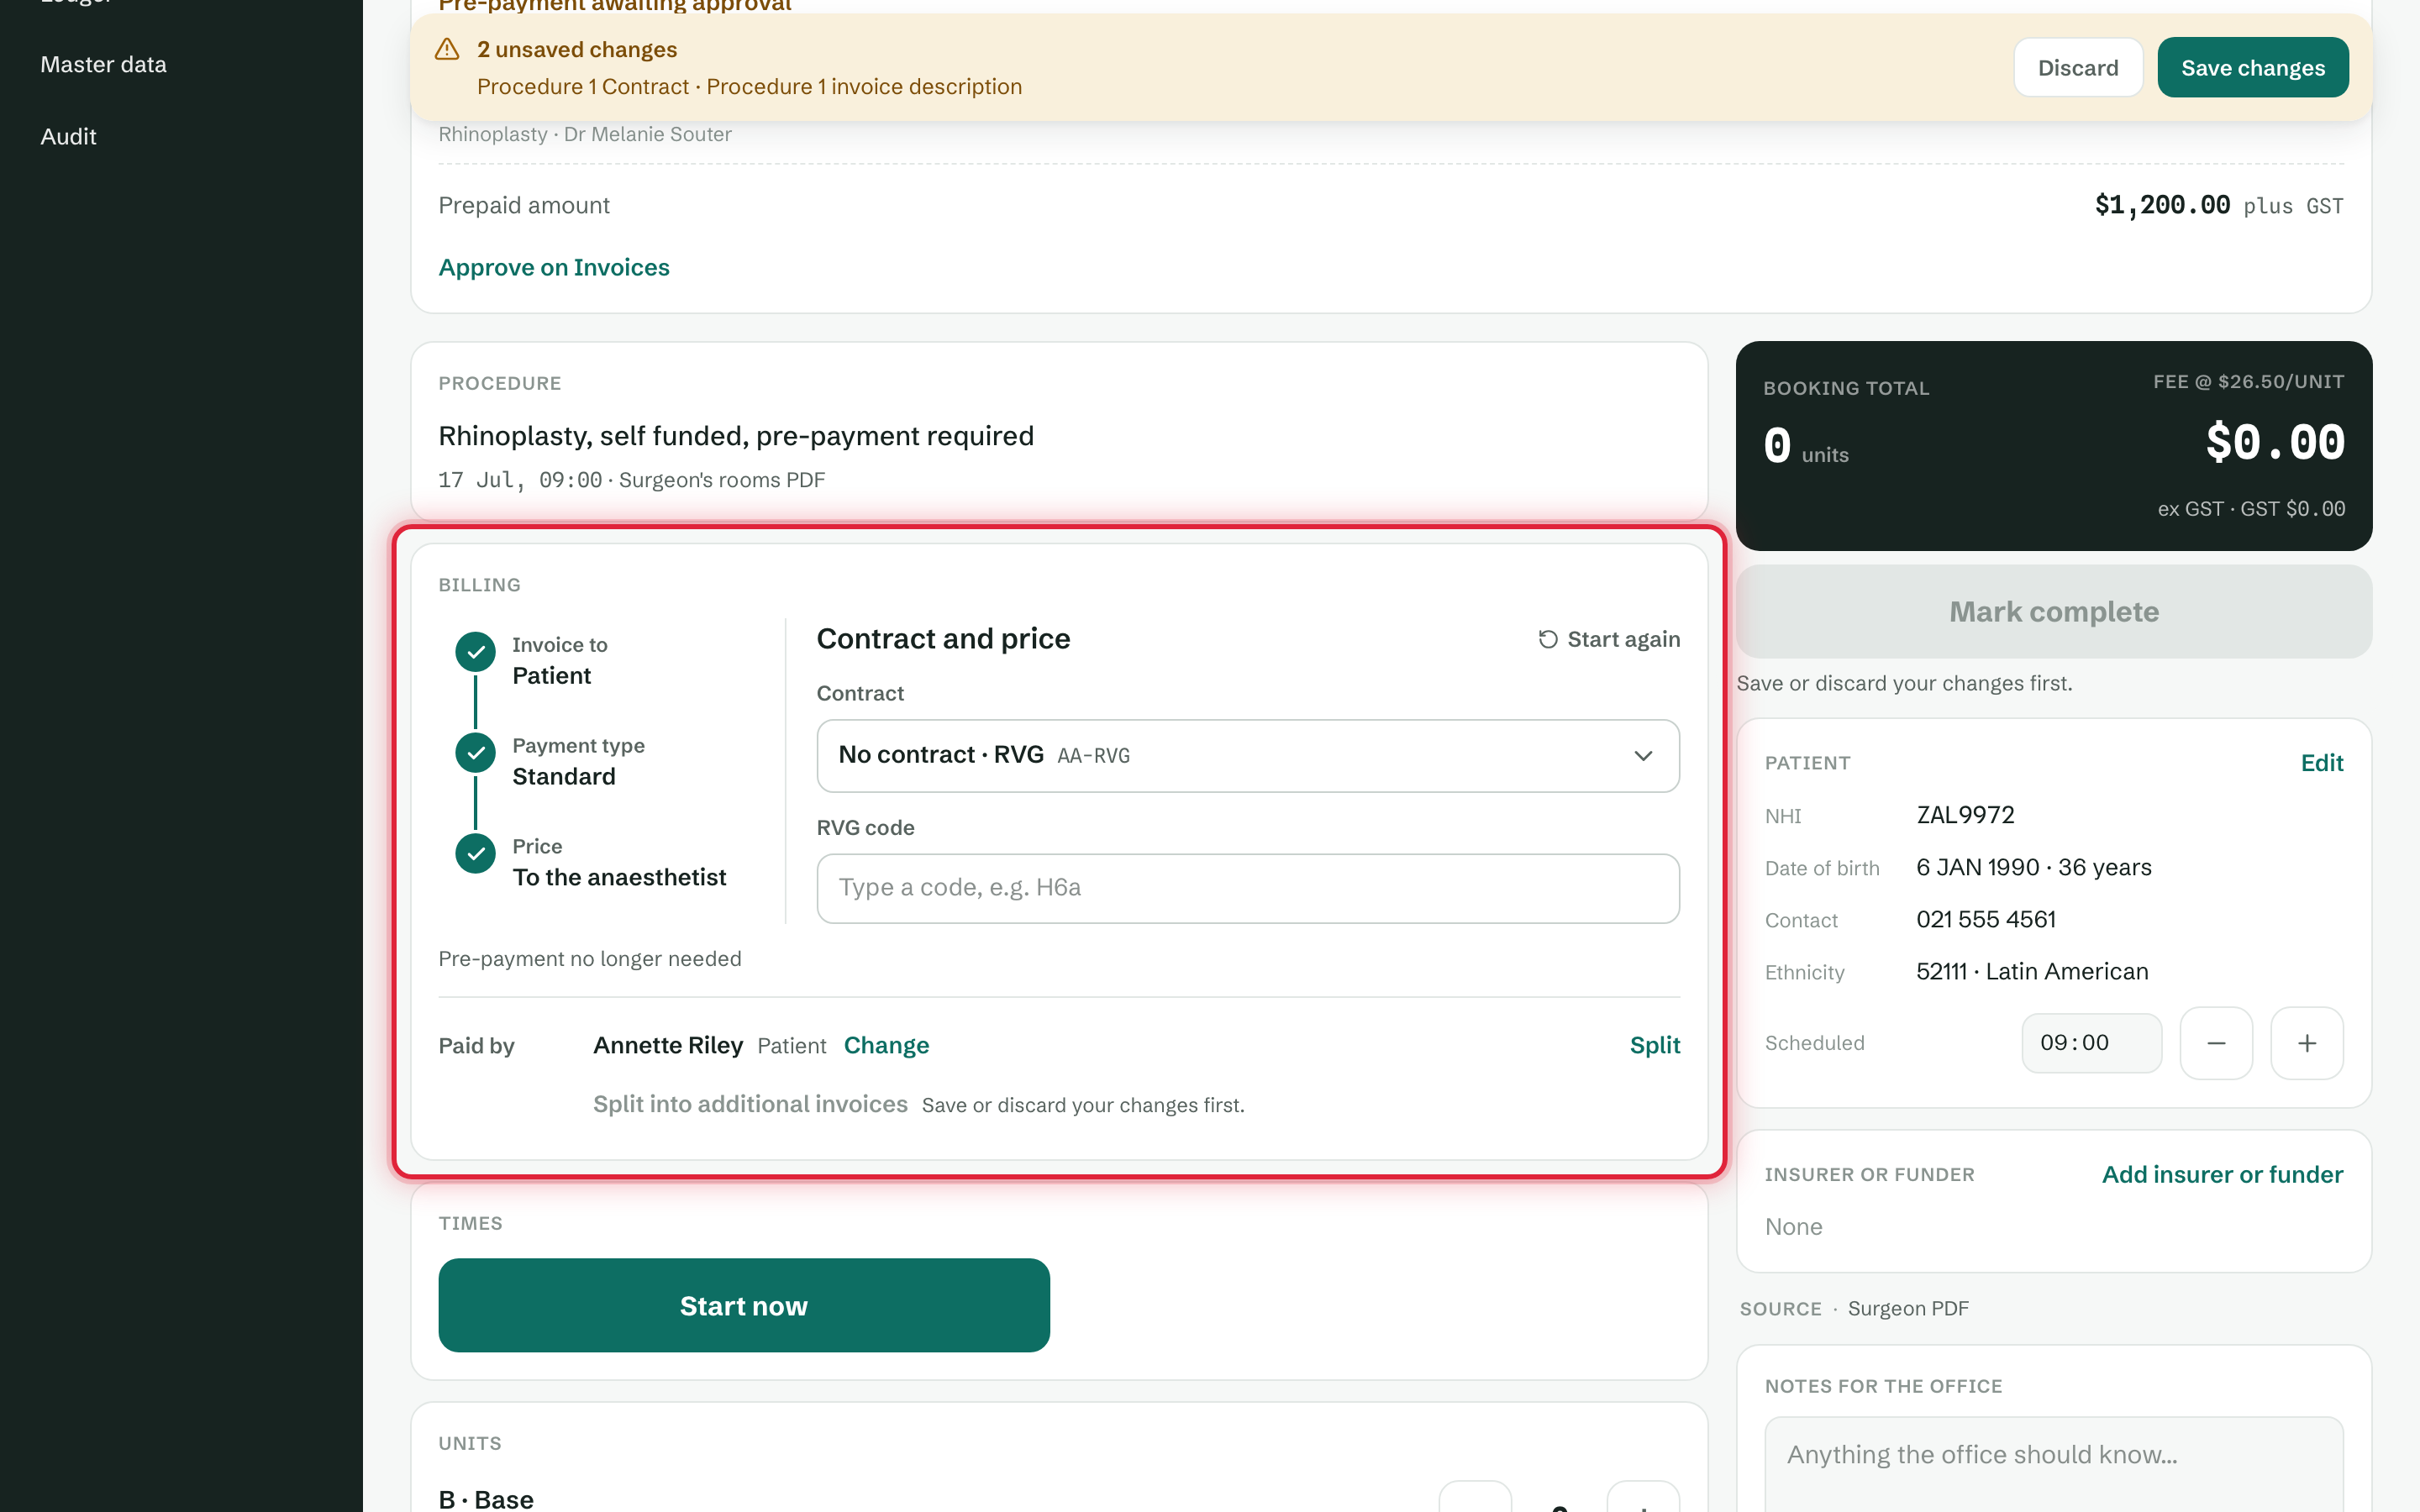 Master data
Audit
Pre-payment awaiting approval
2 unsaved changes
Procedure 1 Contract · Procedure 1 invoice description
Discard
Save changes
Rhinoplasty · Dr Melanie Souter
Prepaid amount
$1,200.00 plus GST
Approve on Invoices
PROCEDURE
Rhinoplasty, self funded, pre-payment required
17 Jul, 09:00 · Surgeon's rooms PDF
BILLING
Invoice to
Patient
Payment type
Standard
Price
To the anaesthetist
Contract and price
Start again
Contract
No contract · RVG AA-RVG
RVG code
Type a code, e.g. H6a
Pre-payment no longer needed
Paid by
Annette Riley Patient Change
Split
Split into additional invoices Save or discard your changes first.
TIMES
Start now
UNITS
B · Base
BOOKING TOTAL
FEE @ $26.50/UNIT
0 units
$0.00
ex GST · GST $0.00
Mark complete
Save or discard your changes first.
PATIENT
Edit
NHI ZAL9972
Date of birth 6 JAN 1990 · 36 years
Contact 021 555 4561
Ethnicity 52111 · Latin American
Scheduled 09:00
INSURER OR FUNDER
Add insurer or funder
None
SOURCE · Surgeon PDF
NOTES FOR THE OFFICE
Anything the office should know...